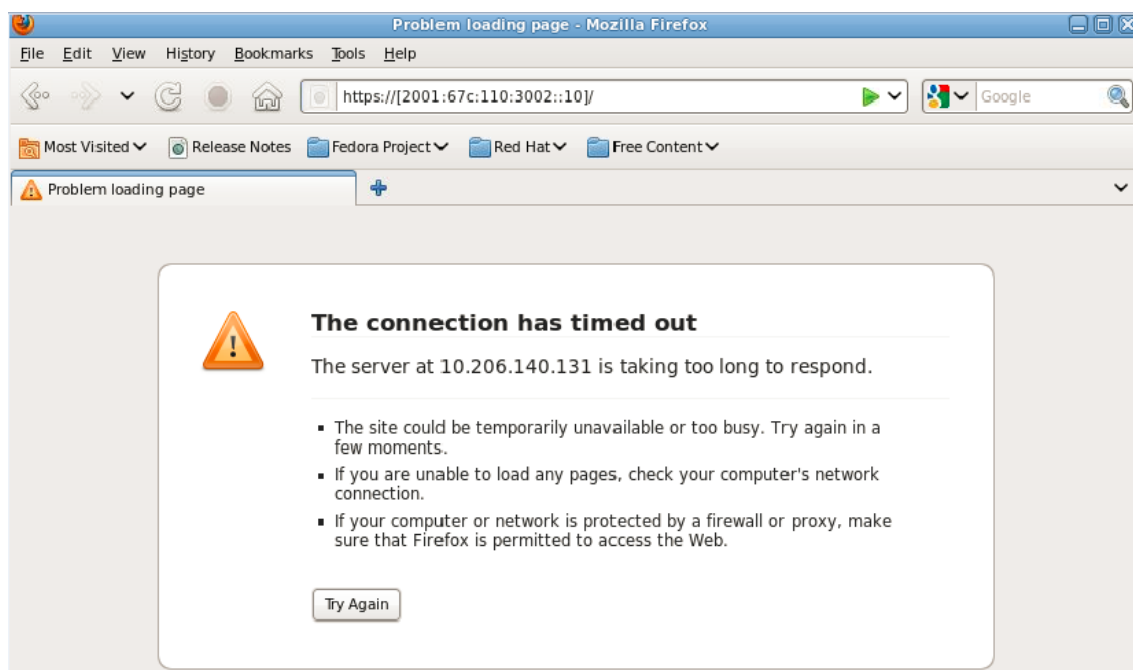 Problem loading page - Mozilla Firefox
File Edit View History Bookmarks Tools Help
https://[2001:67c:110:3002::10]/ Google
Most Visited Release Notes Fedora Project Red Hat Free Content
Problem loading page
The connection has timed out
The server at 10.206.140.131 is taking too long to respond.
The site could be temporarily unavailable or too busy. Try again in a
few moments.
If you are unable to load any pages, check your computer's network
connection.
If your computer or network is protected by a firewall or proxy, make
sure that Firefox is permitted to access the Web.
Try Again